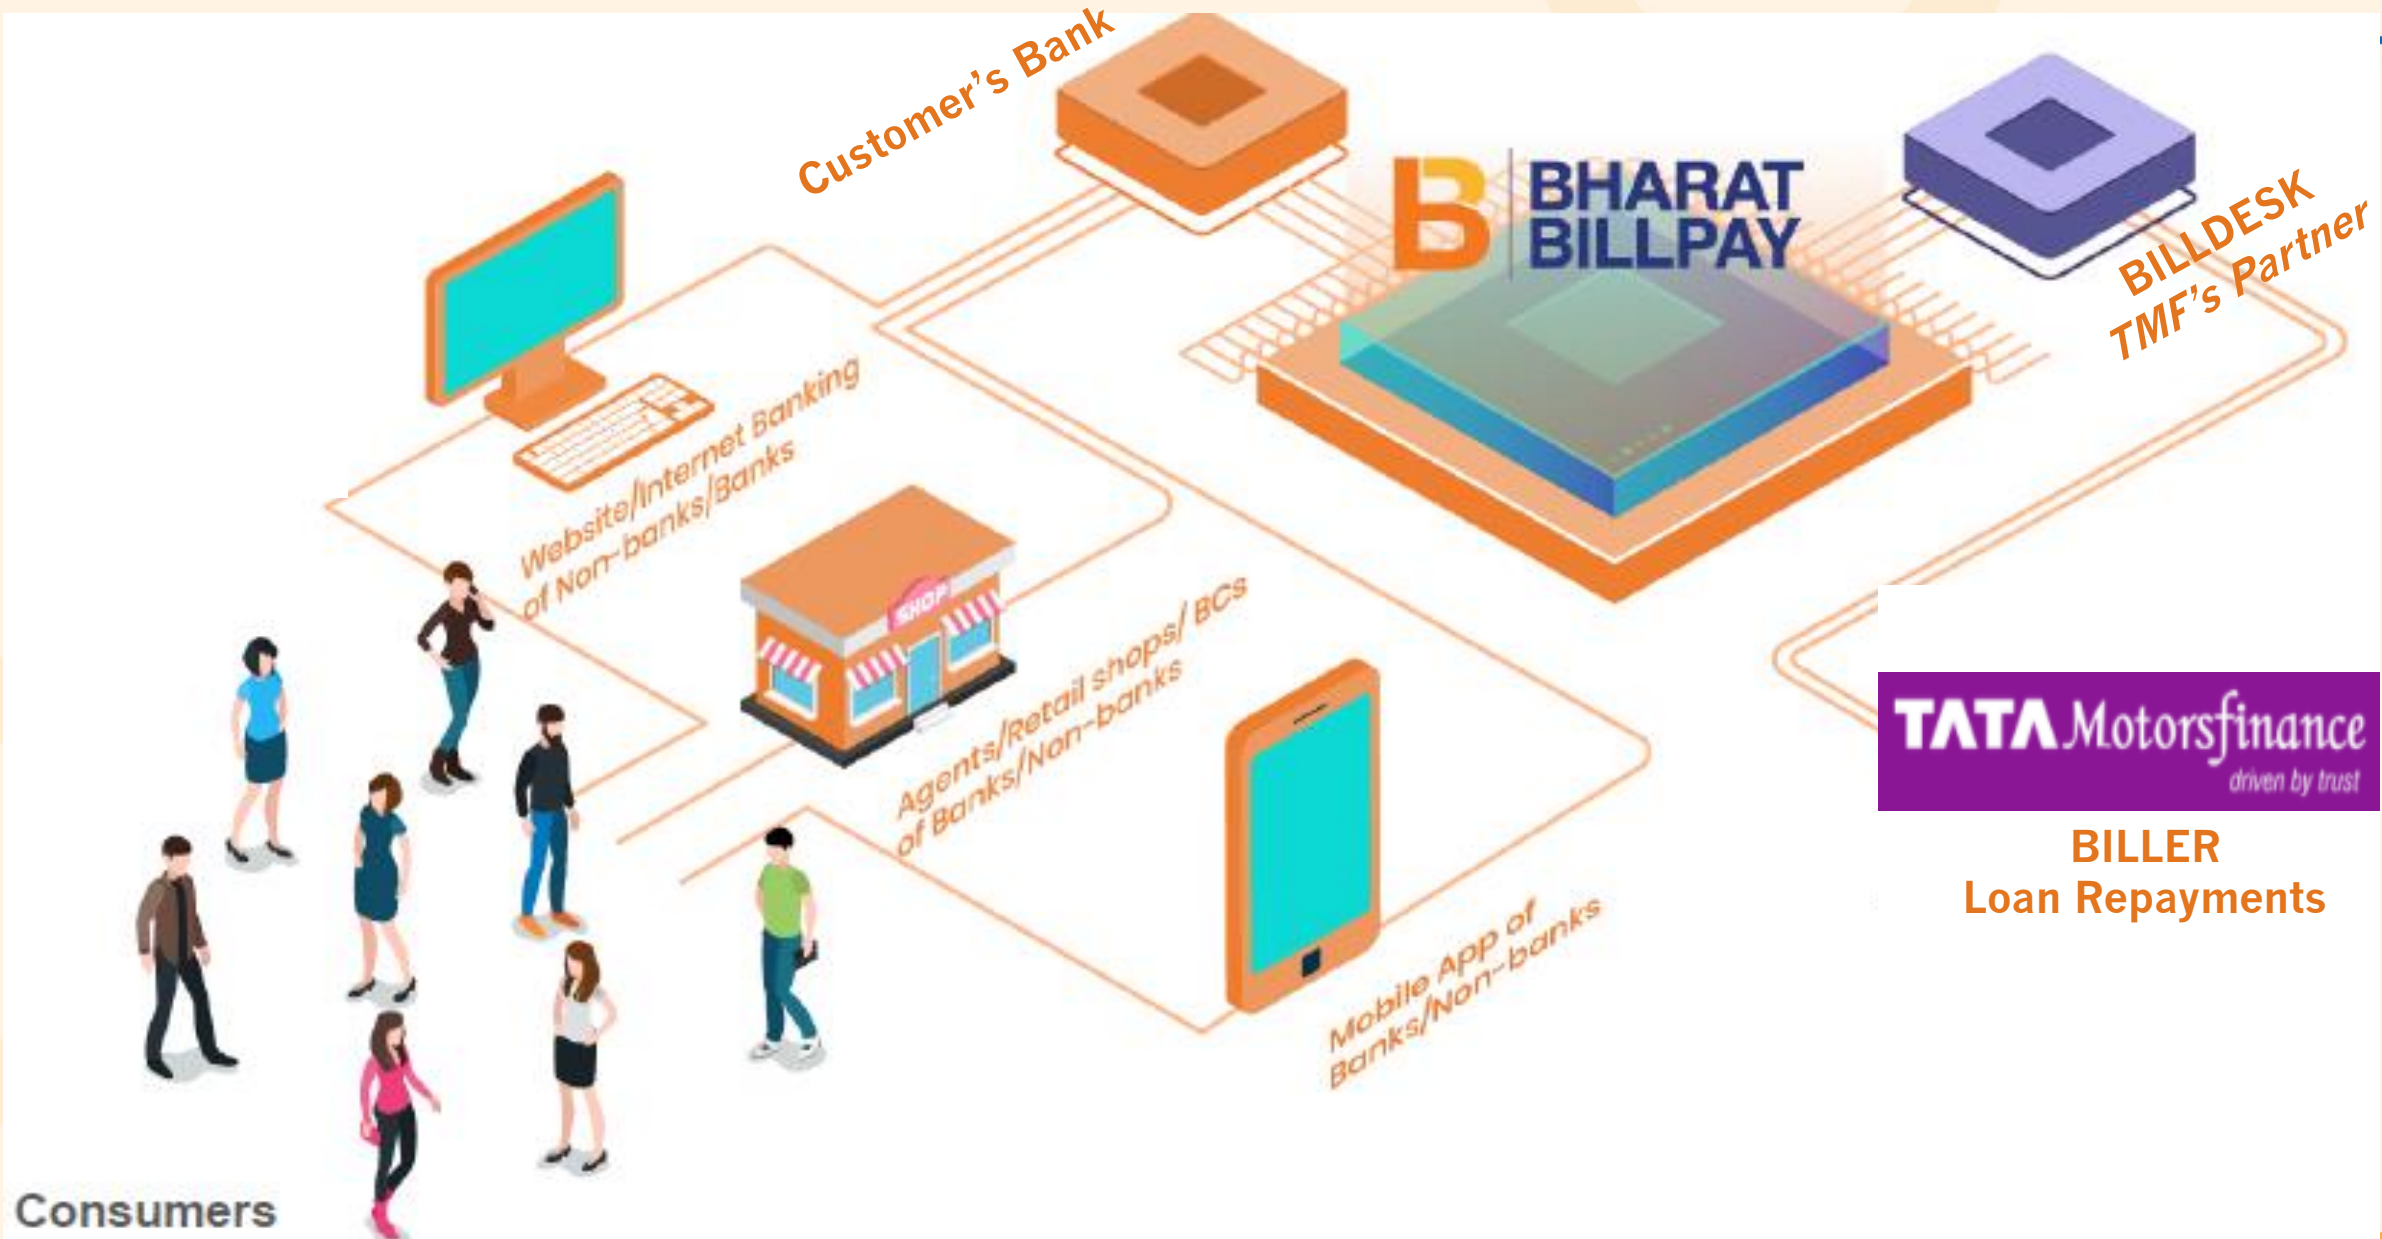 Customer's Bank
BHARAT
BILLPAY
BILLDESK
TMF's Partner
Website/Internet Banking
of Non-banks/Banks
SHOP
Agents/Retail shops/ BCs
of Banks/Non-banks
Mobile App of
Banks/Non-banks
TATA Motorsfinance
driven by trust
BILLER
Loan Repayments
Consumers